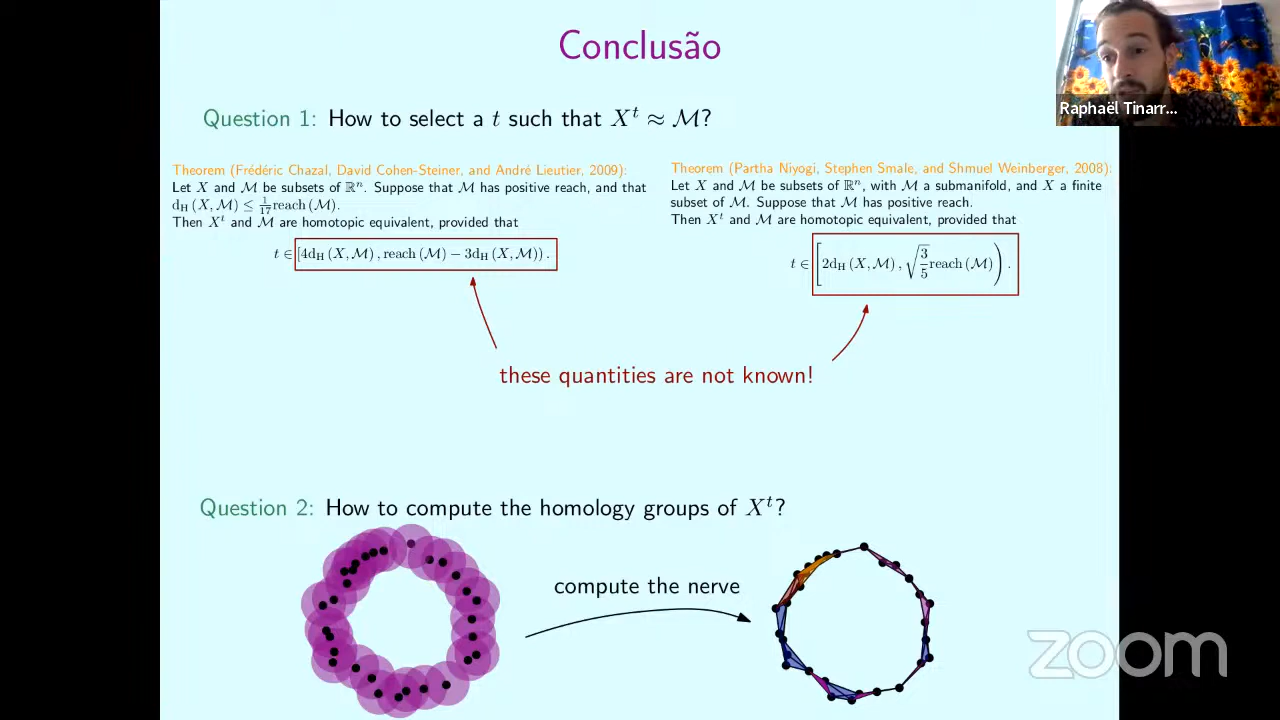 Conclusão
Raphaël Tinarr...
Question 1: How to select a t such that X^t ≈ ℳ?
Theorem (Frédéric Chazal, David Cohen-Steiner, and André Lieutier, 2009):
Let X and ℳ be subsets of ℝ^n. Suppose that ℳ has positive reach, and that
d_H (X, ℳ) ≤ 1/17 reach (ℳ).
Then X^t and ℳ are homotopic equivalent, provided that
t ∈ [4d_H (X, ℳ), reach (ℳ) − 3d_H (X, ℳ)).
Theorem (Partha Niyogi, Stephen Smale, and Shmuel Weinberger, 2008):
Let X and ℳ be subsets of ℝ^n, with ℳ a submanifold, and X a finite
subset of ℳ. Suppose that ℳ has positive reach.
Then X^t and ℳ are homotopic equivalent, provided that
t ∈ [2d_H (X, ℳ), √(3/5) reach (ℳ)).
these quantities are not known!
Question 2: How to compute the homology groups of X^t?
compute the nerve
zoom